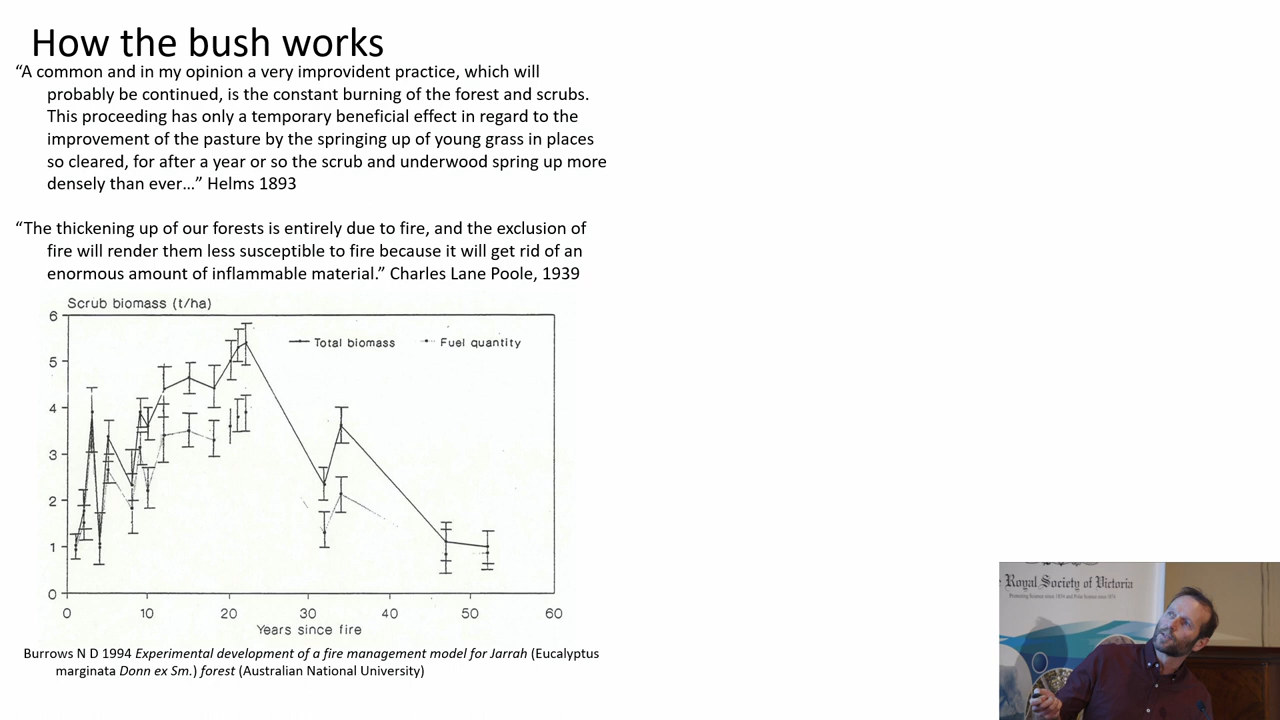 How the bush works
“A common and in my opinion a very improvident practice, which will
probably be continued, is the constant burning of the forest and scrubs.
This proceeding has only a temporary beneficial effect in regard to the
improvement of the pasture by the springing up of young grass in places
so cleared, for after a year or so the scrub and underwood spring up more
densely than ever…” Helms 1893
“The thickening up of our forests is entirely due to fire, and the exclusion of
fire will render them less susceptible to fire because it will get rid of an
enormous amount of inflammable material.” Charles Lane Poole, 1939
Scrub biomass (t/ha)
Total biomass
Fuel quantity
6
5
4
3
2
1
0
0 10 20 30 40 50 60
Years since fire
Burrows N D 1994 Experimental development of a fire management model for Jarrah (Eucalyptus
marginata Donn ex Sm.) forest (Australian National University)
Royal Society of Victoria